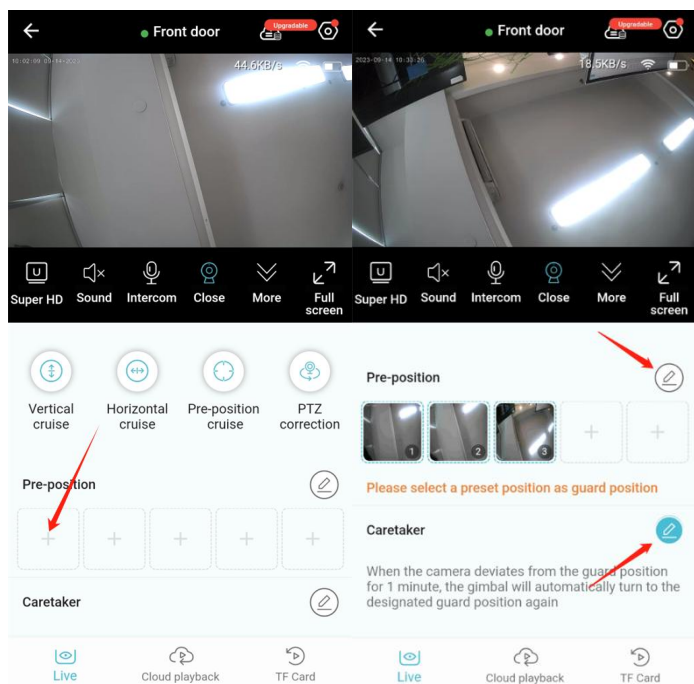 Front door
Upgradable
10:02:09 09-14-2023
44.6KB/s
Super HD
Sound
Intercom
Close
More
Full
screen
Vertical
cruise
Horizontal
cruise
Pre-position
cruise
PTZ
correction
Pre-position
Caretaker
Live
Cloud playback
TF Card
Front door
Upgradable
2023-09-14 10-33-26
18.5KB/s
Super HD
Sound
Intercom
Close
More
Full
screen
Pre-position
1
2
3
Please select a preset position as guard position
Caretaker
When the camera deviates from the guard position
for 1 minute, the gimbal will automatically turn to the
designated guard position again
Live
Cloud playback
TF Card